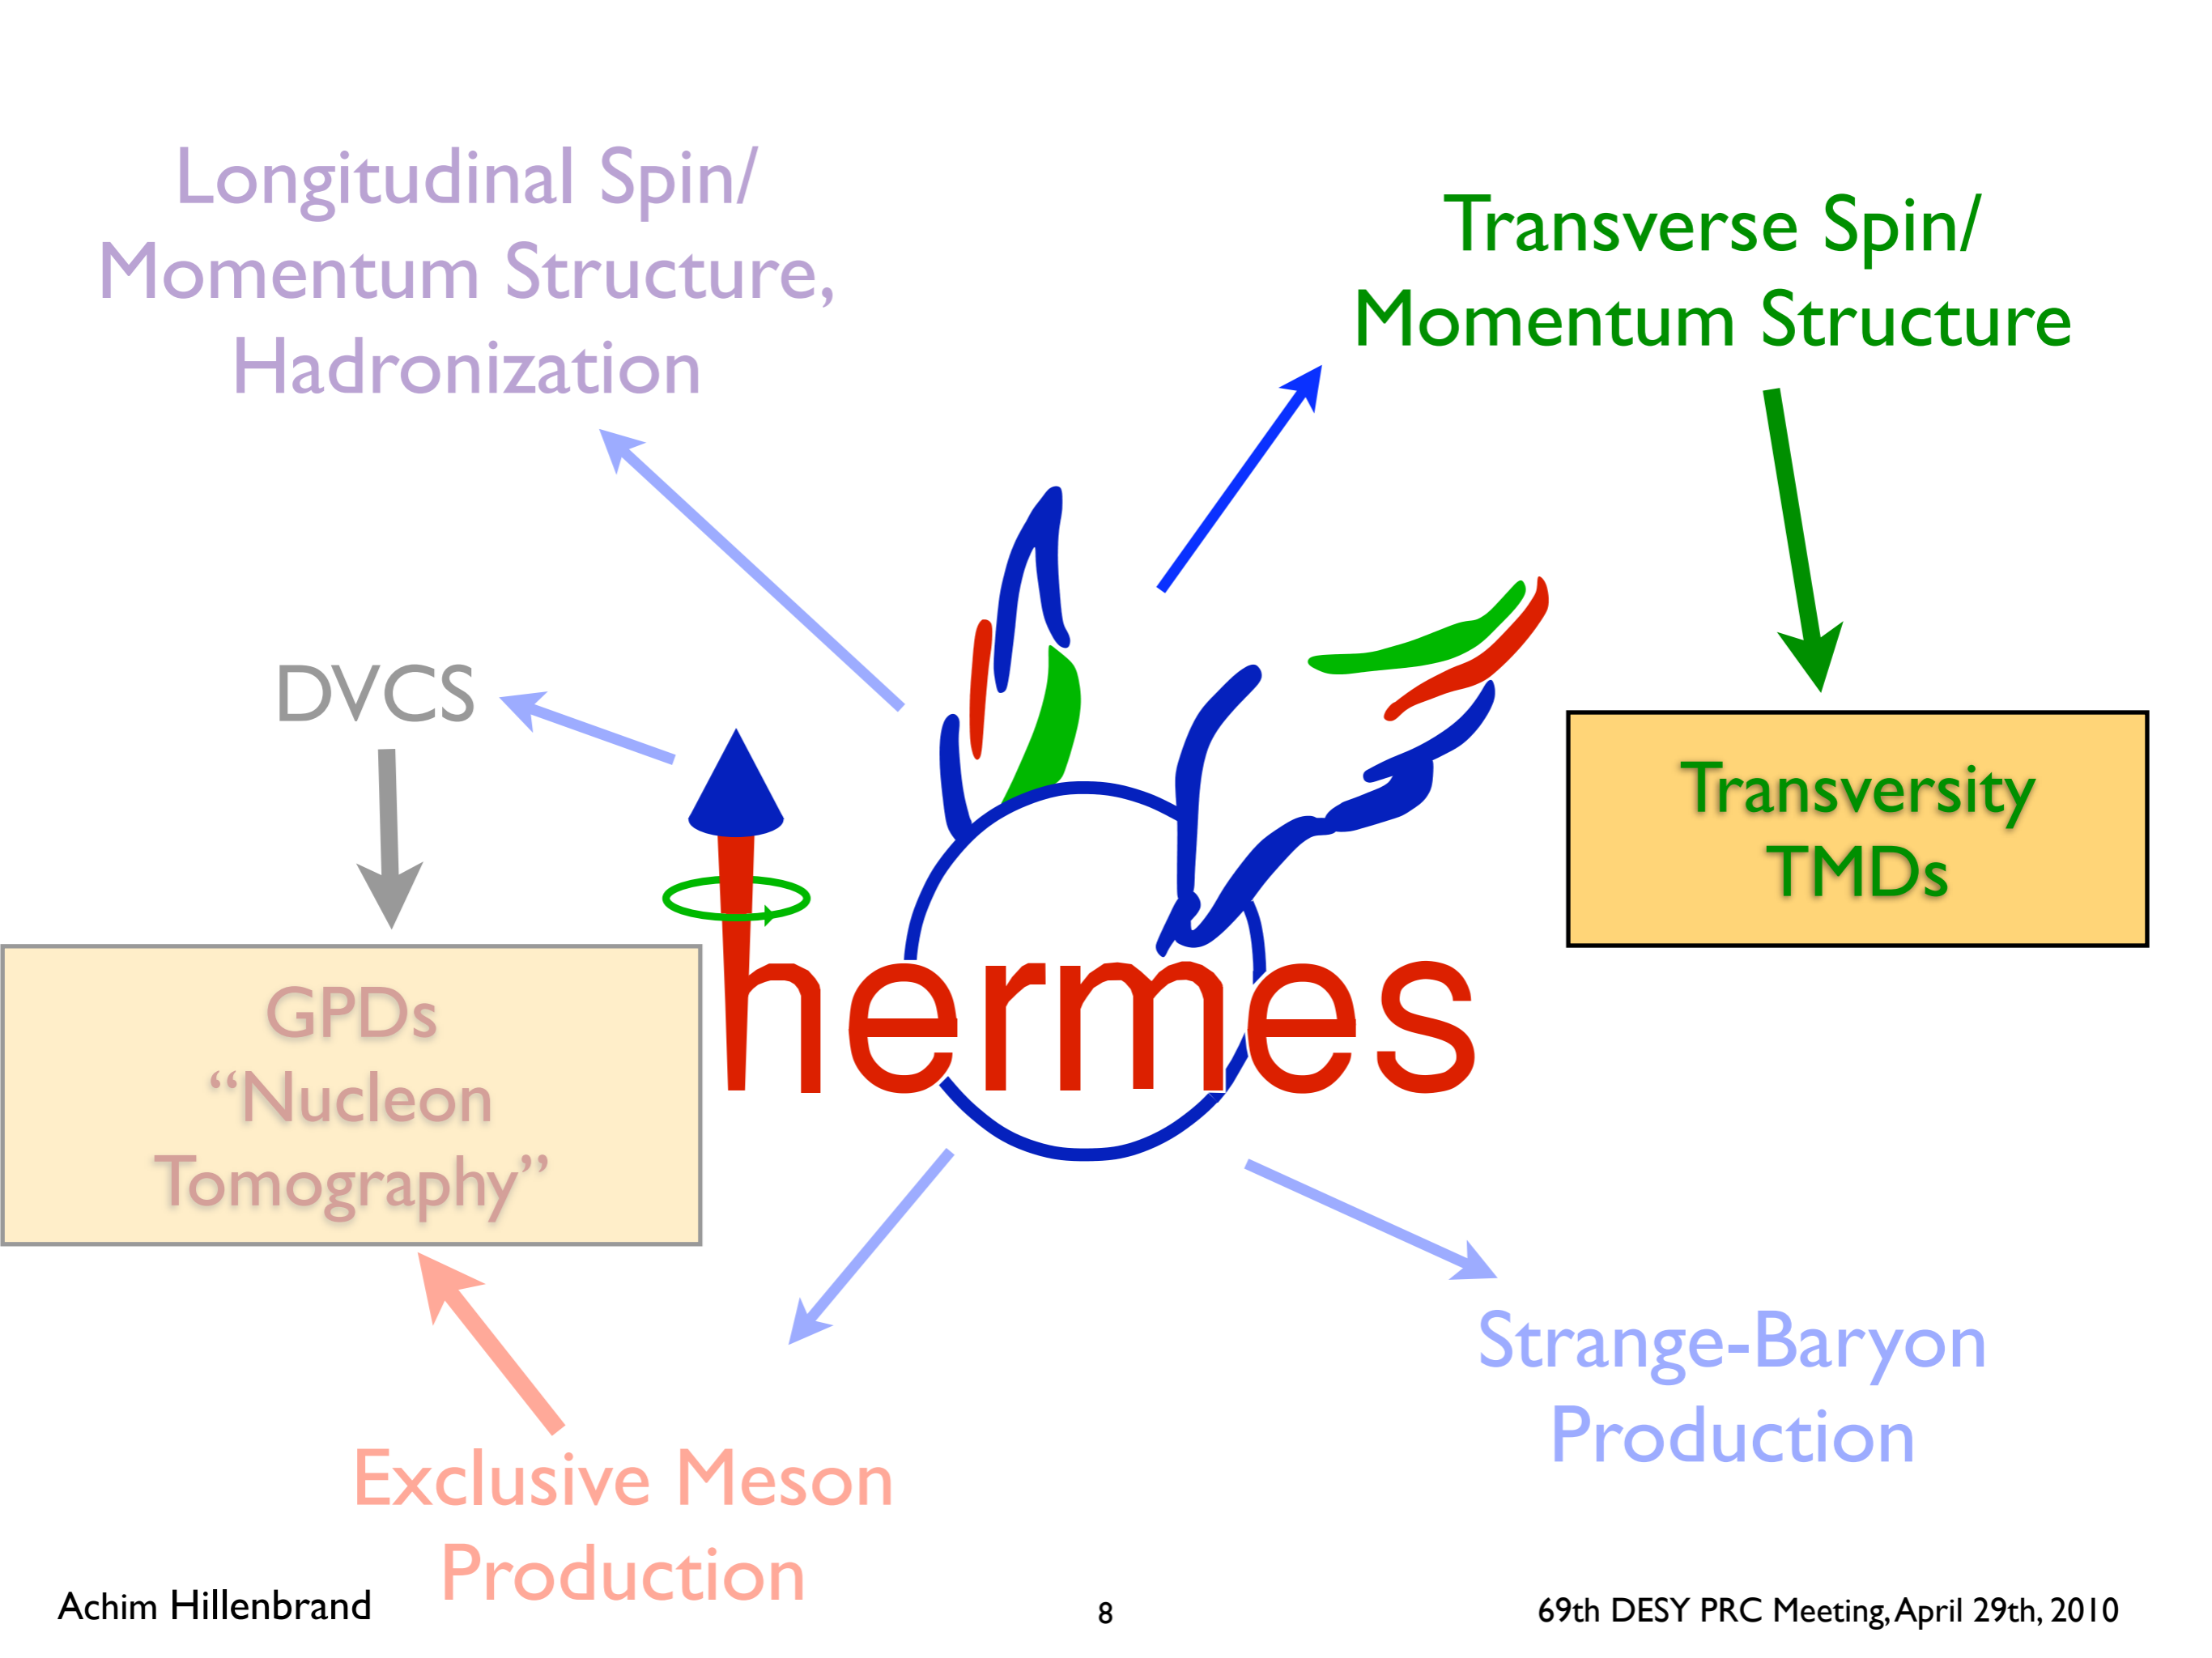 Longitudinal Spin/
Momentum Structure,
Hadronization
Transverse Spin/
Momentum Structure
DVCS
Transversity
TMDs
hermes
GPDs
“Nucleon
Tomography”
Strange-Baryon
Production
Exclusive Meson
Production
Achim Hillenbrand
8
69th DESY PRC Meeting, April 29th, 2010